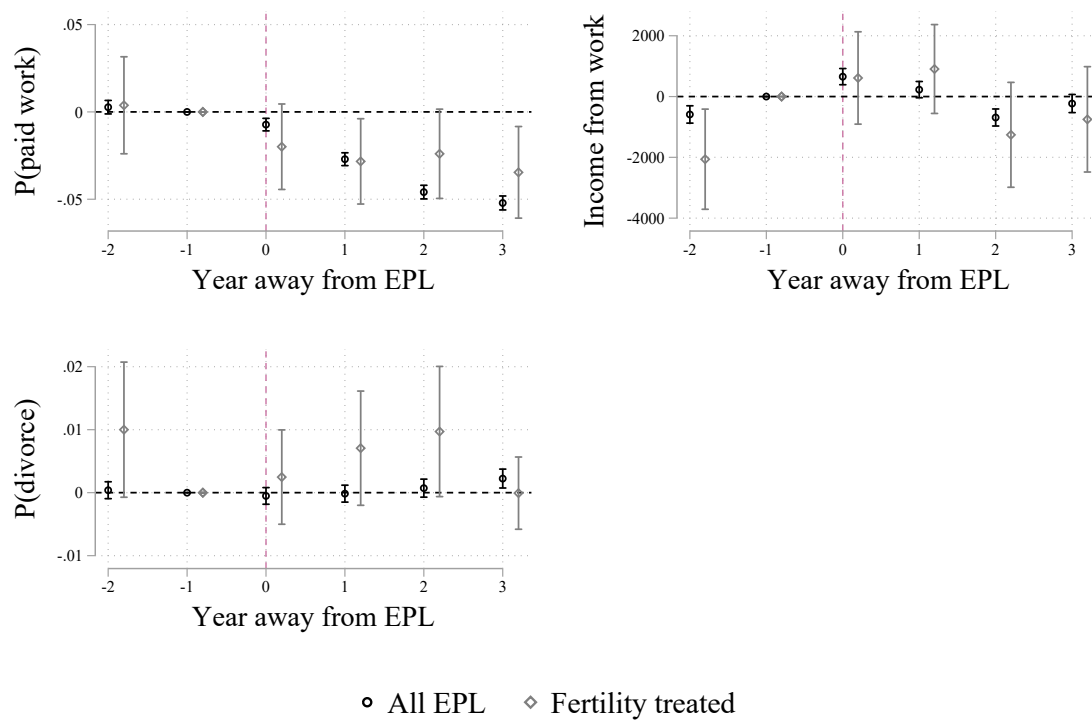 P(paid work)
.05
0
-.05
-2 -1 0 1 2 3
Year away from EPL
Income from work
2000
0
-2000
-4000
-2 -1 0 1 2 3
Year away from EPL
P(divorce)
.02
.01
0
-.01
-2 -1 0 1 2 3
Year away from EPL
All EPL Fertility treated